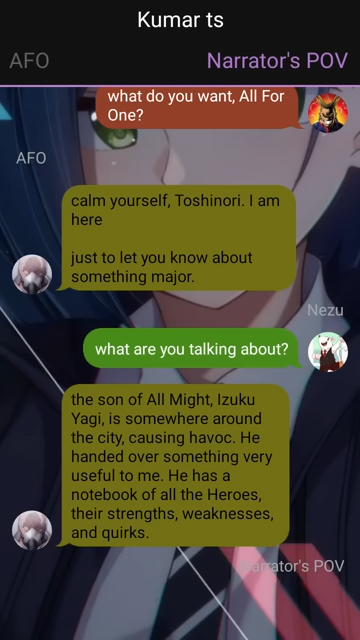 Kumar ts
AFO
Narrator's POV
what do you want, All For
One?
AFO
calm yourself, Toshinori. I am
here
just to let you know about
something major.
Nezu
what are you talking about?
the son of All Might, Izuku
Yagi, is somewhere around
the city, causing havoc. He
handed over something very
useful to me. He has a
notebook of all the Heroes,
their strengths, weaknesses,
and quirks.
Narrator's POV